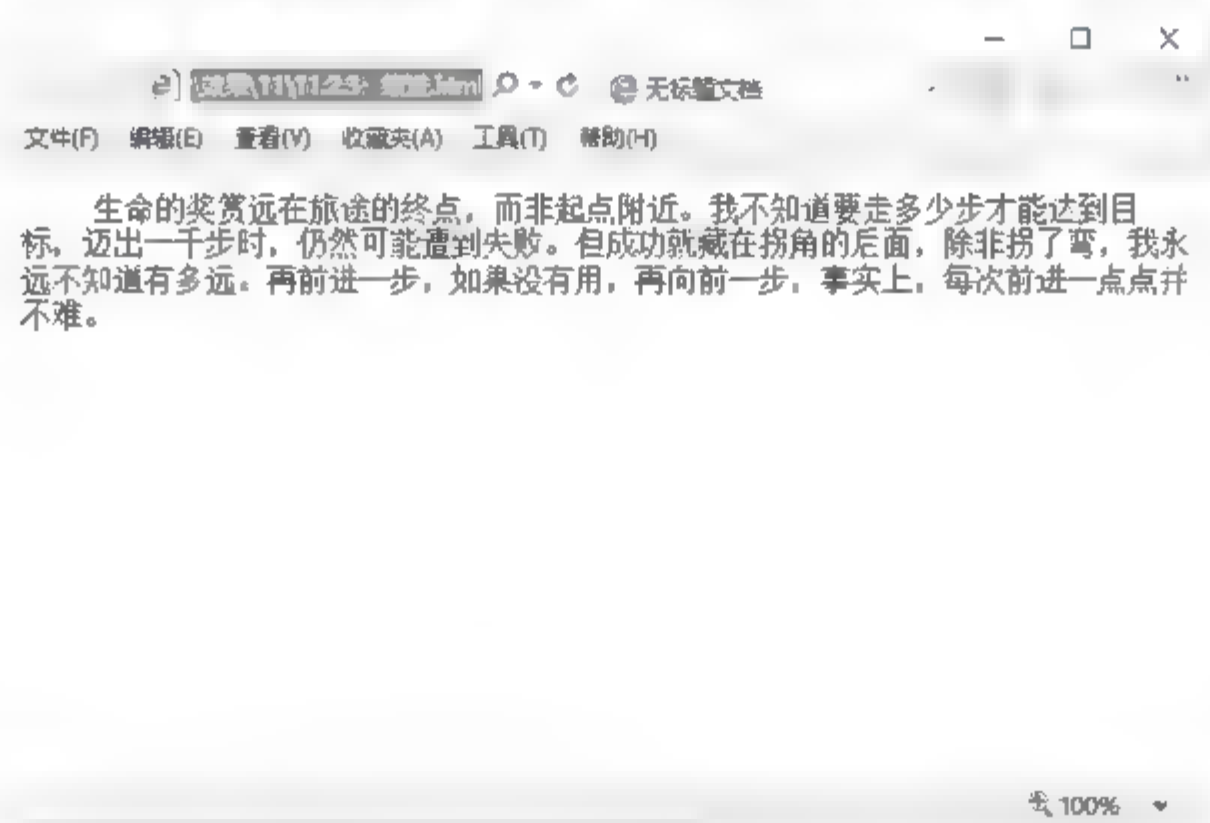 无标题文档
文件(F) 编辑(E) 查看(V) 收藏夹(A) 工具(T) 帮助(H)
生命的奖赏远在旅途的终点，而非起点附近。我不知道要走多少步才能达到目
标，迈出一千步时，仍然可能遭到失败。但成功就藏在拐角的后面，除非拐了弯，我永
远不知道有多远。再前进一步，如果没有用，再向前一步，事实上，每次前进一点点并
不难。
100%